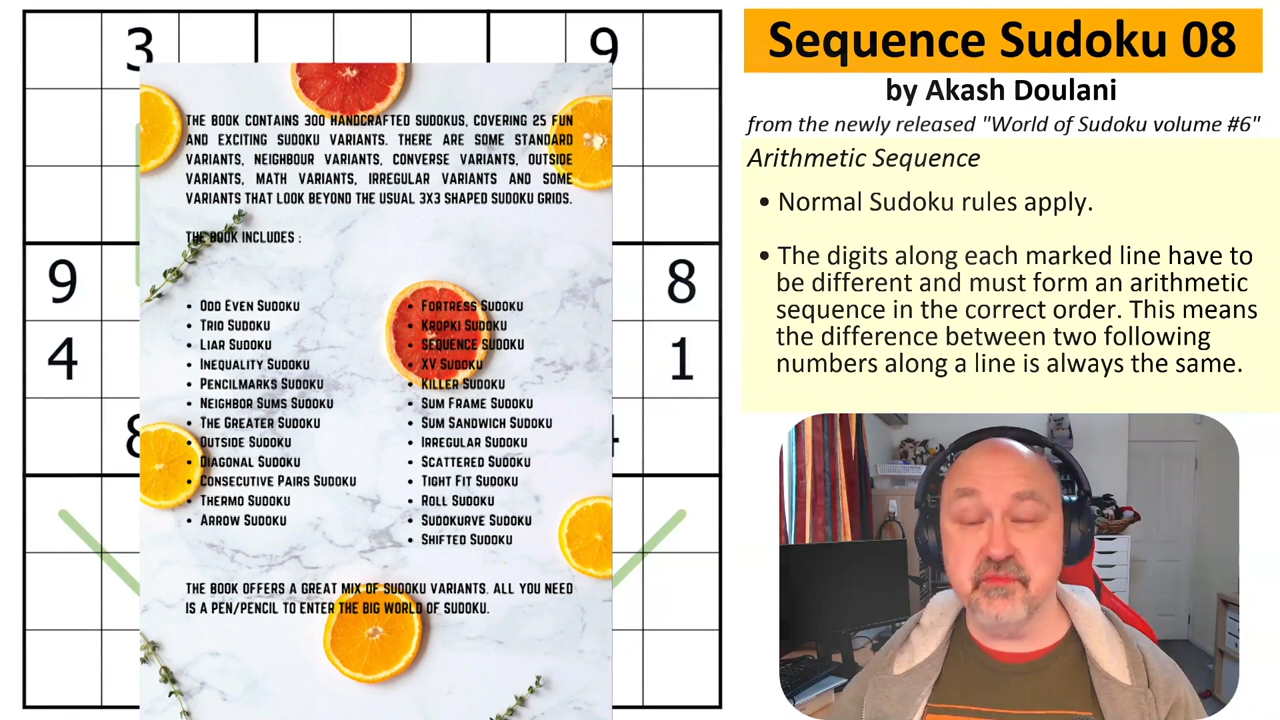 Sequence Sudoku 08
by Akash Doulani
from the newly released "World of Sudoku volume #6"
Arithmetic Sequence
• Normal Sudoku rules apply.
• The digits along each marked line have to
be different and must form an arithmetic
sequence in the correct order. This means
the difference between two following
numbers along a line is always the same.
3
9
9
8
4
1
8
THE BOOK CONTAINS 300 HANDCRAFTED SUDOKUS, COVERING 25 FUN
AND EXCITING SUDOKU VARIANTS. THERE ARE SOME STANDARD
VARIANTS, NEIGHBOUR VARIANTS, CONVERSE VARIANTS, OUTSIDE
VARIANTS, MATH VARIANTS, IRREGULAR VARIANTS AND SOME
VARIANTS THAT LOOK BEYOND THE USUAL 3X3 SHAPED SUDOKU GRIDS.
THE BOOK INCLUDES :
• ODD EVEN SUDOKU
• TRIO SUDOKU
• LIAR SUDOKU
• INEQUALITY SUDOKU
• PENCILMARKS SUDOKU
• NEIGHBOR SUMS SUDOKU
• THE GREATER SUDOKU
• OUTSIDE SUDOKU
• DIAGONAL SUDOKU
• CONSECUTIVE PAIRS SUDOKU
• THERMO SUDOKU
• ARROW SUDOKU
• FORTRESS SUDOKU
• KROPKI SUDOKU
• SEQUENCE SUDOKU
• XV SUDOKU
• KILLER SUDOKU
• SUM FRAME SUDOKU
• SUM SANDWICH SUDOKU
• IRREGULAR SUDOKU
• SCATTERED SUDOKU
• TIGHT FIT SUDOKU
• ROLL SUDOKU
• SUDOKURVE SUDOKU
• SHIFTED SUDOKU
THE BOOK OFFERS A GREAT MIX OF SUDOKU VARIANTS. ALL YOU NEED
IS A PEN/PENCIL TO ENTER THE BIG WORLD OF SUDOKU.